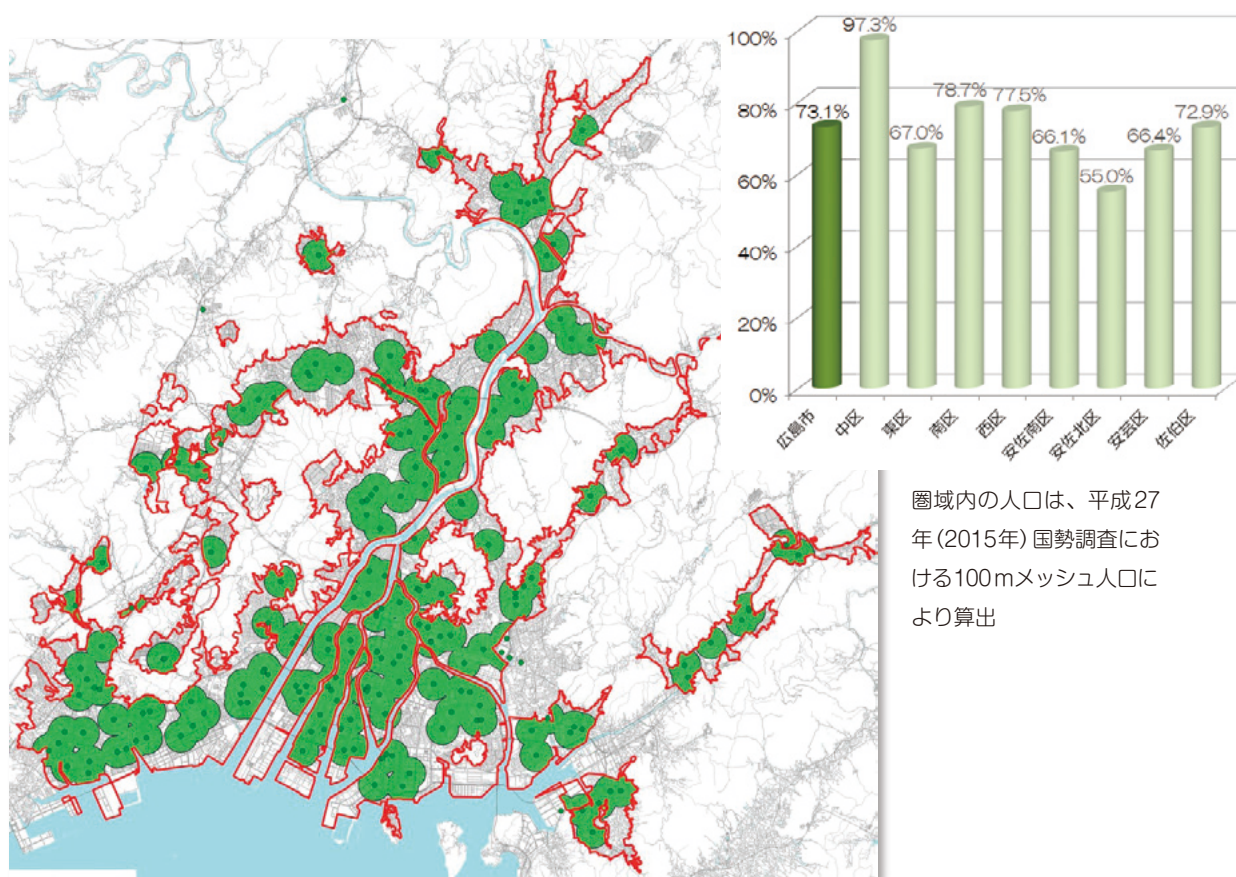 100%
80%
60%
40%
20%
0%
73.1%
97.3%
67.0%
78.7%
77.5%
66.1%
55.0%
66.4%
72.9%
広島市
中区
東区
南区
西区
安佐南区
安佐北区
安芸区
佐伯区
圏域内の人口は、平成27
年(2015年)国勢調査にお
ける100mメッシュ人口に
より算出